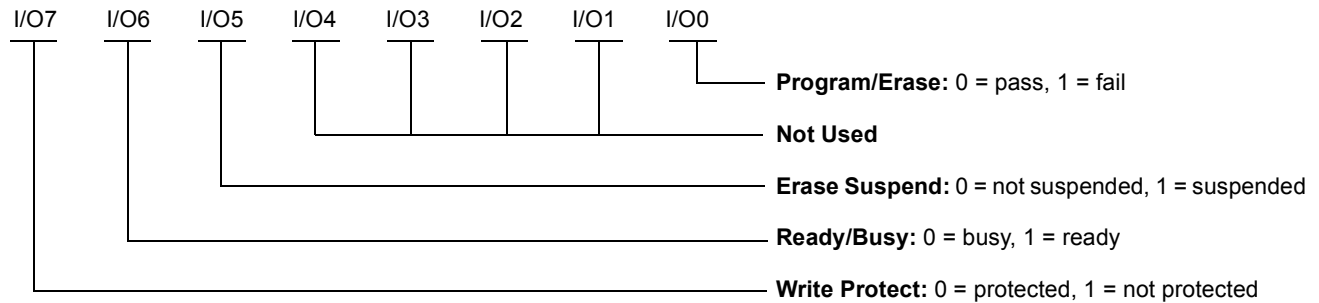 I/O7 I/O6 I/O5 I/O4 I/O3 I/O2 I/O1 I/O0
Program/Erase: 0 = pass, 1 = fail
Not Used
Erase Suspend: 0 = not suspended, 1 = suspended
Ready/Busy: 0 = busy, 1 = ready
Write Protect: 0 = protected, 1 = not protected